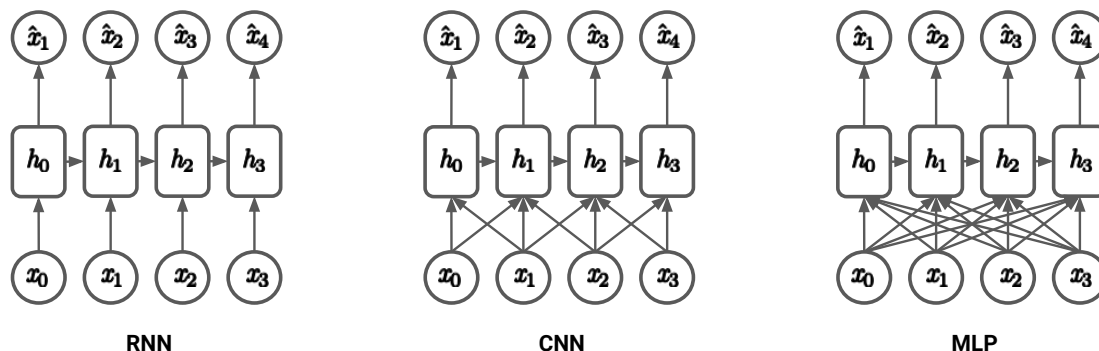 x̂₁ x̂₂ x̂₃ x̂₄ x̂₁ x̂₂ x̂₃ x̂₄ x̂₁ x̂₂ x̂₃ x̂₄
h₀ h₁ h₂ h₃ h₀ h₁ h₂ h₃ h₀ h₁ h₂ h₃
x₀ x₁ x₂ x₃ x₀ x₁ x₂ x₃ x₀ x₁ x₂ x₃
RNN CNN MLP